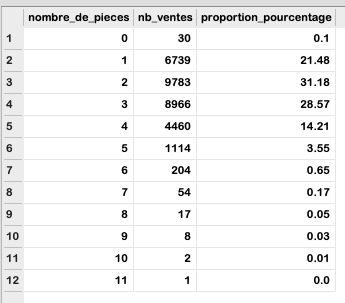 nombre_de_pieces nb_ventes proportion_pourcentage
1 0 30 0.1
2 1 6739 21.48
3 2 9783 31.18
4 3 8966 28.57
5 4 4460 14.21
6 5 1114 3.55
7 6 204 0.65
8 7 54 0.17
9 8 17 0.05
10 9 8 0.03
11 10 2 0.01
12 11 1 0.0